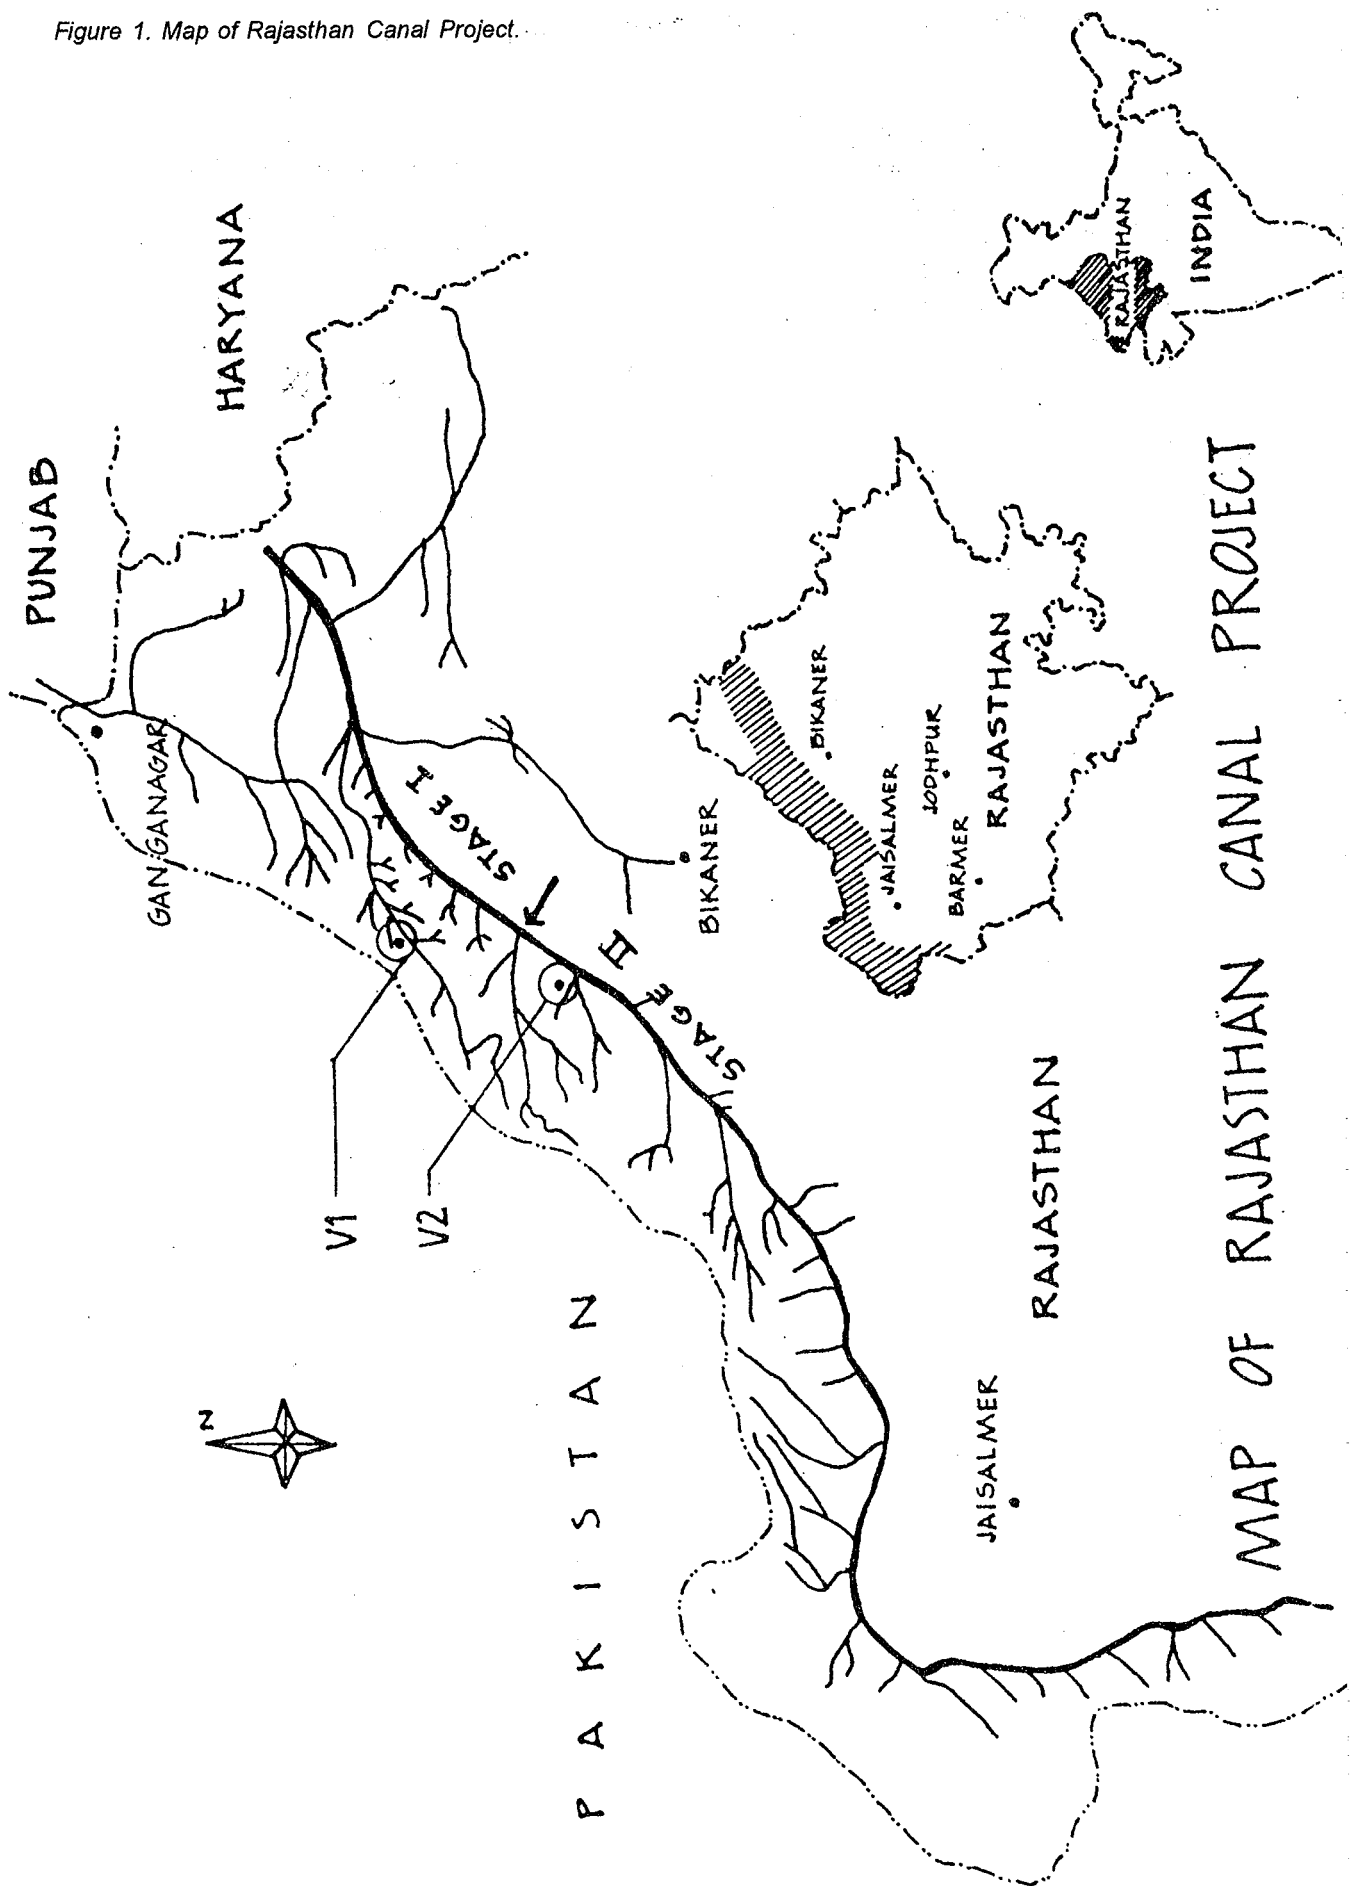 Figure 1. Map of Rajasthan Canal Project.
PUNJAB
HARYANA
GANGANAGAR
STAGE I
STAGE II
BIKANER
V1
V2
N
PAKISTAN
JAISALMER
RAJASTHAN
BIKANER
JAISALMER
JODHPUR
BARMER
RAJASTHAN
RAJASTHAN
INDIA
MAP OF RAJASTHAN CANAL PROJECT